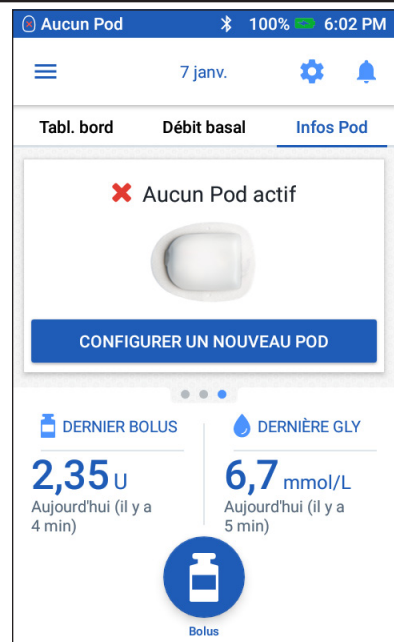 Aucun Pod 100% 6:02 PM
7 janv.
Tabl. bord Débit basal Infos Pod
Aucun Pod actif
CONFIGURER UN NOUVEAU POD
DERNIER BOLUS DERNIÈRE GLY
2,35 U 6,7 mmol/L
Aujourd'hui (il y a Aujourd'hui (il y a
4 min) 5 min)
Bolus